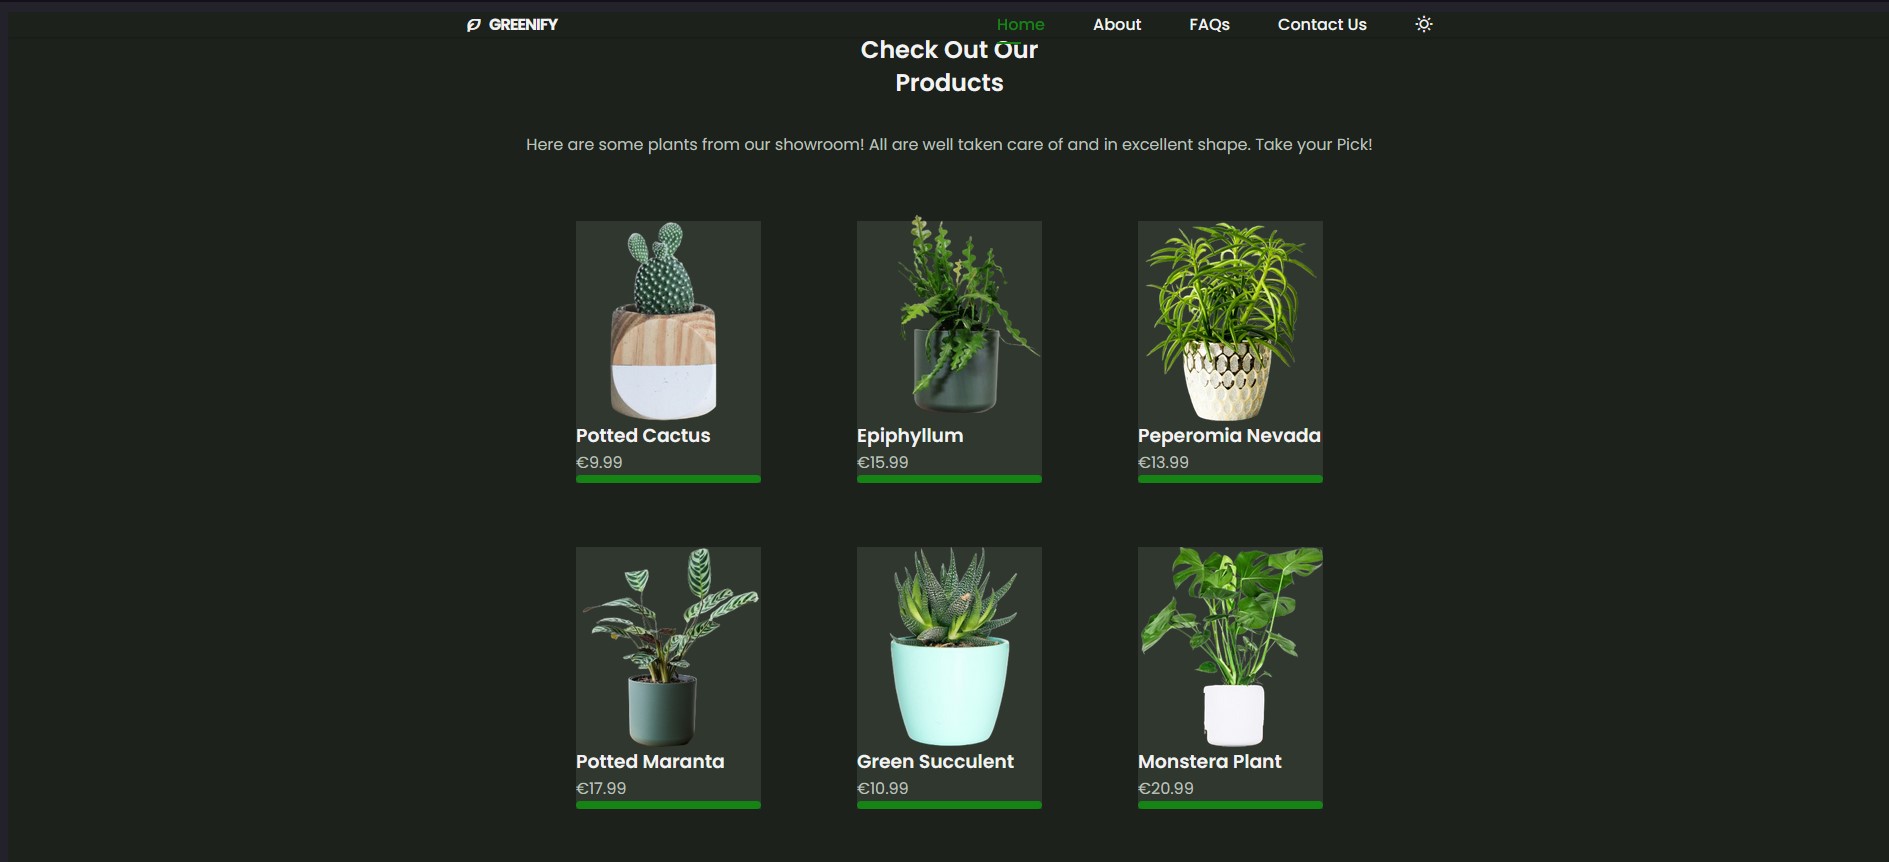 GREENIFY Home About FAQs Contact Us
Check Out Our
Products
Here are some plants from our showroom! All are well taken care of and in excellent shape. Take your Pick!
Potted Cactus
€9.99
Epiphyllum
€15.99
Peperomia Nevada
€13.99
Potted Maranta
€17.99
Green Succulent
€10.99
Monstera Plant
€20.99